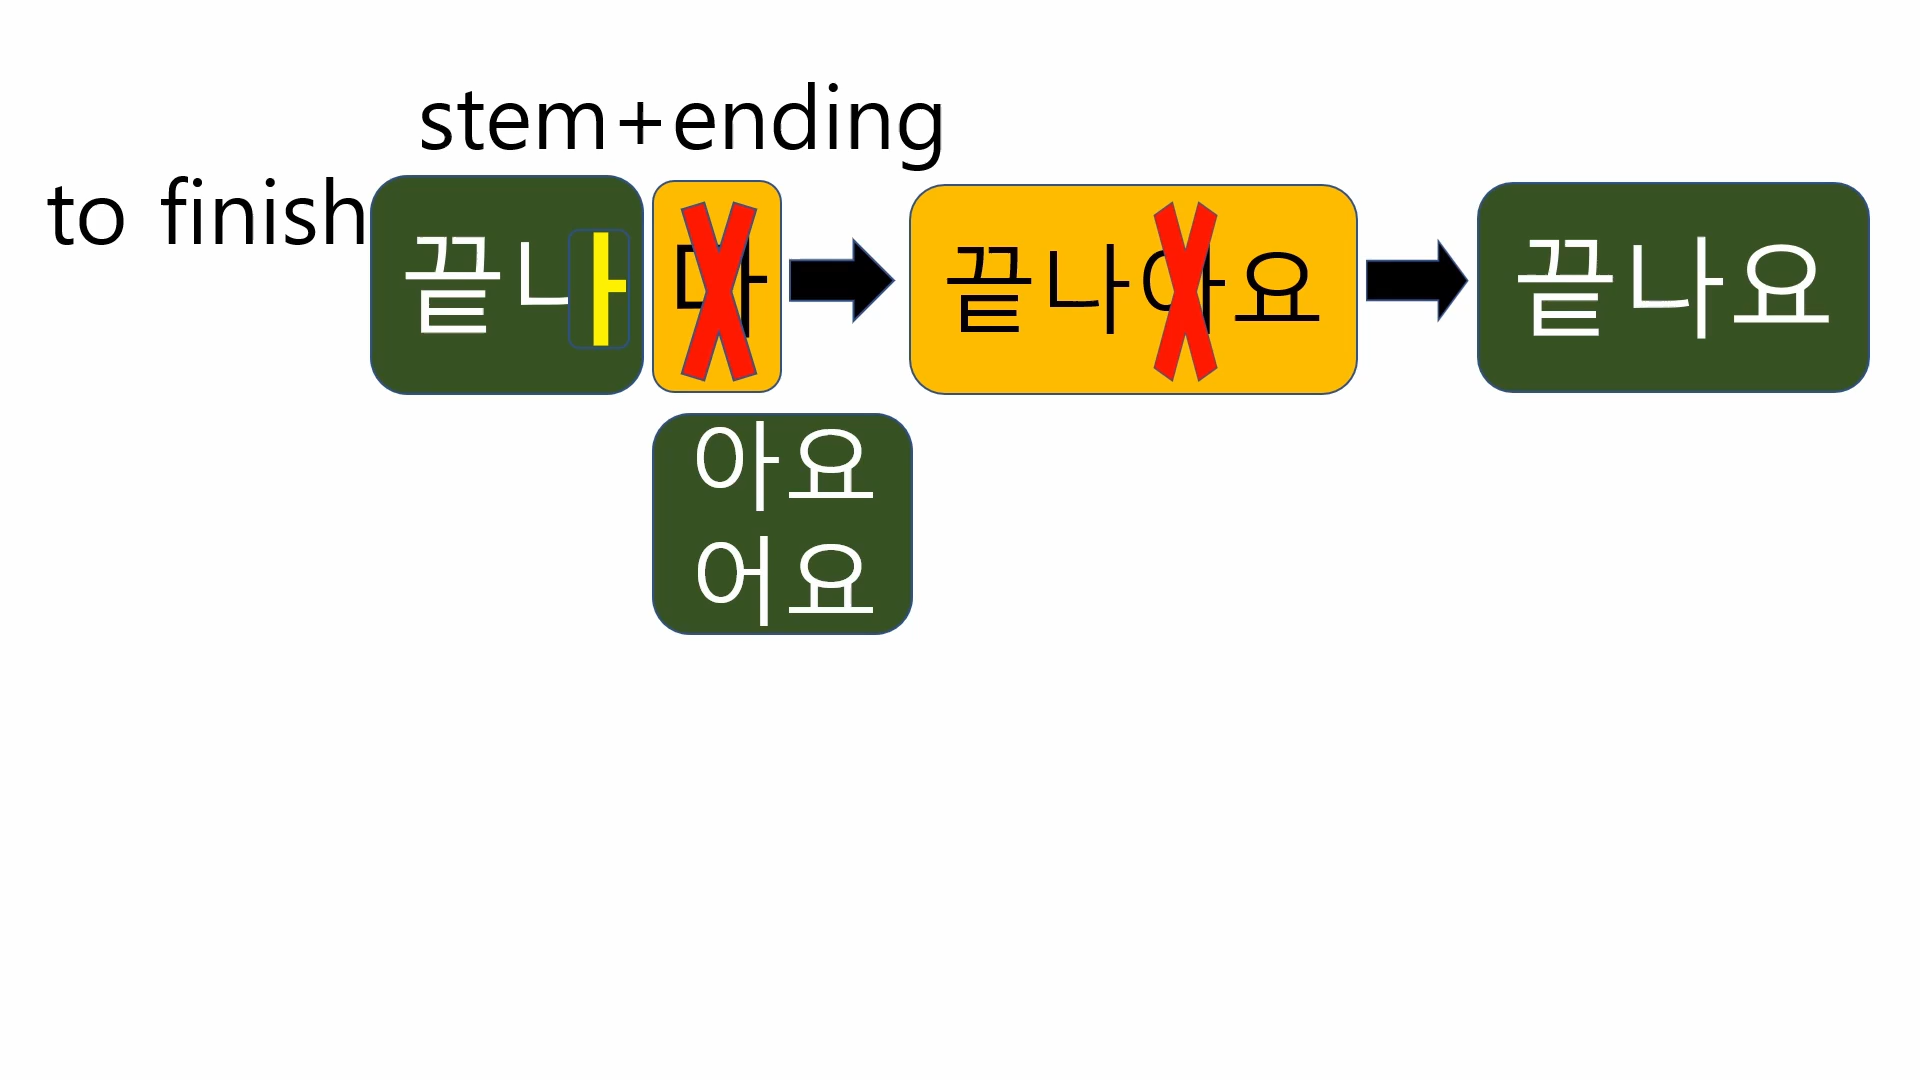 stem+ending
to finish
끝나다
끝나아요
끝나요
아요
어요